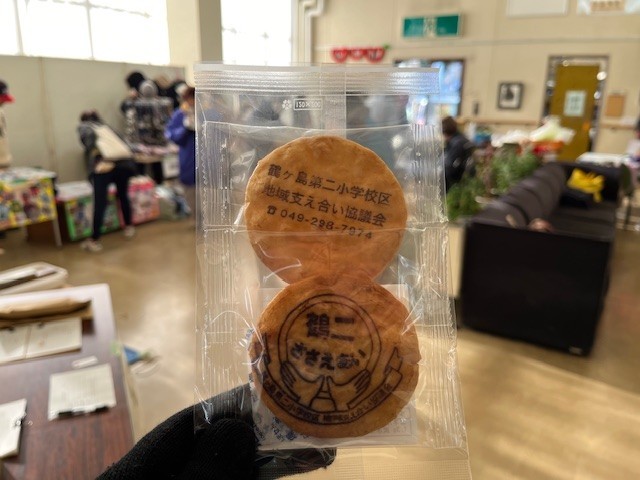 鶴ヶ島第二小学校区
地域支え合い協議会
☎ 049-298-7974
鶴二
ささえあい